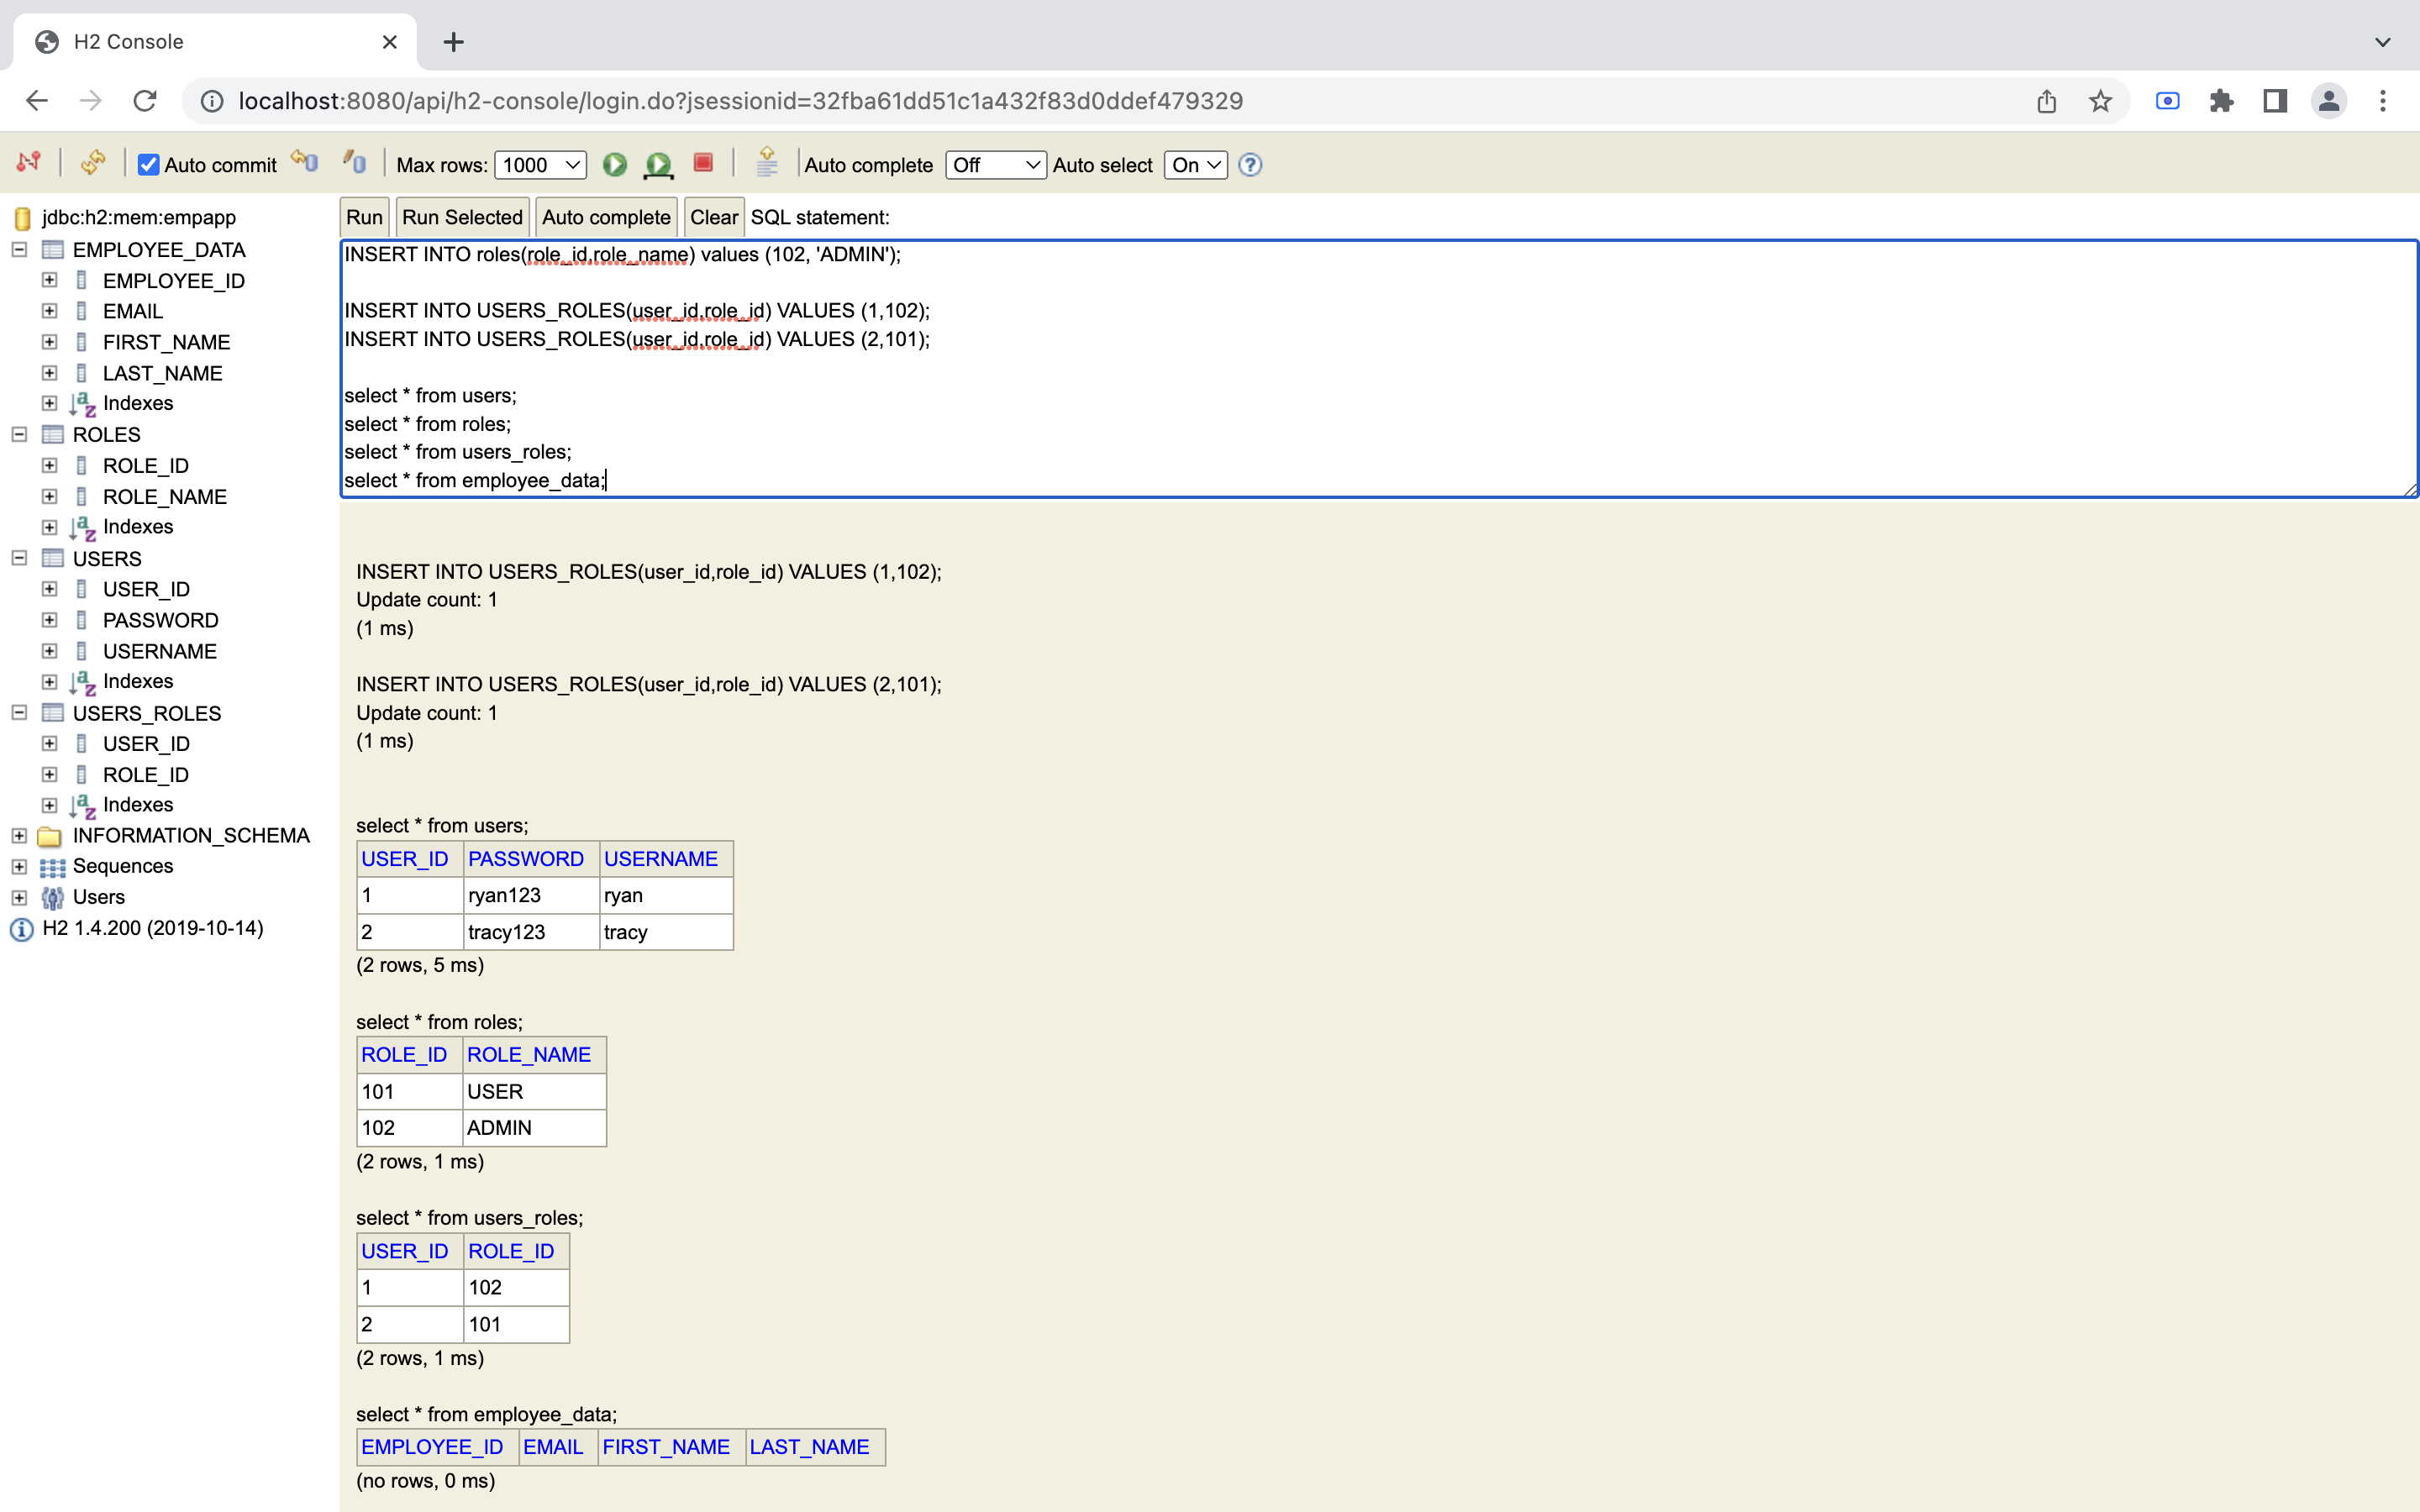 H2 Console
localhost:8080/api/h2-console/login.do?jsessionid=32fba61dd51c1a432f83d0ddef479329
Auto commit Max rows: 1000 Auto complete Off Auto select On ?
jdbc:h2:mem:empapp
EMPLOYEE_DATA
EMPLOYEE_ID
EMAIL
FIRST_NAME
LAST_NAME
Indexes
ROLES
ROLE_ID
ROLE_NAME
Indexes
USERS
USER_ID
PASSWORD
USERNAME
Indexes
USERS_ROLES
USER_ID
ROLE_ID
Indexes
INFORMATION_SCHEMA
Sequences
Users
H2 1.4.200 (2019-10-14)
Run Run Selected Auto complete Clear SQL statement:
INSERT INTO roles(role_id,role_name) values (102, 'ADMIN');
INSERT INTO USERS_ROLES(user_id,role_id) VALUES (1,102);
INSERT INTO USERS_ROLES(user_id,role_id) VALUES (2,101);
select * from users;
select * from roles;
select * from users_roles;
select * from employee_data;
INSERT INTO USERS_ROLES(user_id,role_id) VALUES (1,102);
Update count: 1
(1 ms)
INSERT INTO USERS_ROLES(user_id,role_id) VALUES (2,101);
Update count: 1
(1 ms)
select * from users;
USER_ID PASSWORD USERNAME
1 ryan123 ryan
2 tracy123 tracy
(2 rows, 5 ms)
select * from roles;
ROLE_ID ROLE_NAME
101 USER
102 ADMIN
(2 rows, 1 ms)
select * from users_roles;
USER_ID ROLE_ID
1 102
2 101
(2 rows, 1 ms)
select * from employee_data;
EMPLOYEE_ID EMAIL FIRST_NAME LAST_NAME
(no rows, 0 ms)